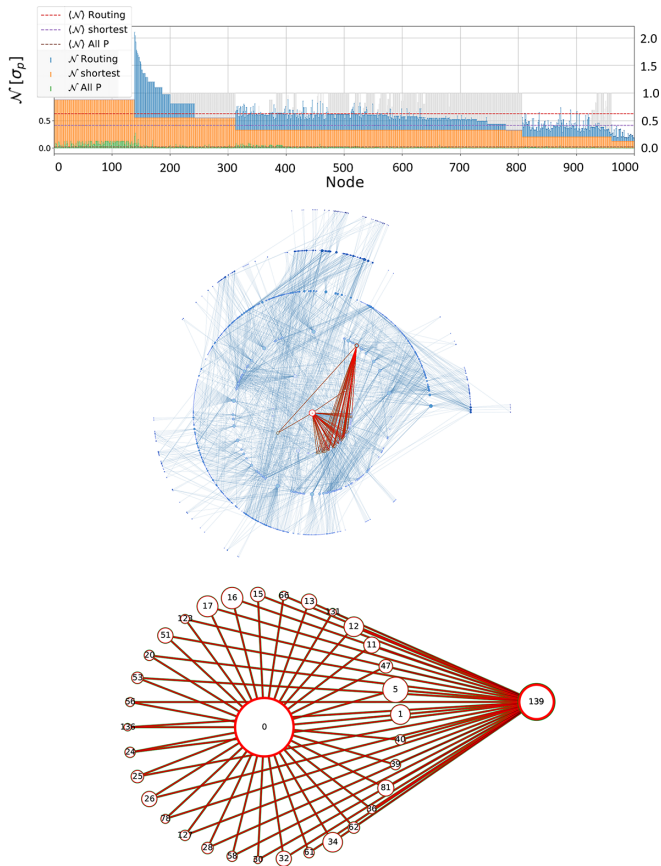 ⟨𝒩⟩ Routing
⟨𝒩⟩ shortest
⟨𝒩⟩ All P
𝒩 Routing
𝒩 shortest
𝒩 All P
𝒩 [σₚ]
0.5
0.0
2.0
1.5
1.0
0.5
0.0
0 100 200 300 400 500 600 700 800 900 1000
Node
15 66
16 13
17 131
123 12
51 11
20 47
53 5
56 1
136 0 139
24 40
25 39
26 81
78 36
127 62
28 34
58 30 32 61